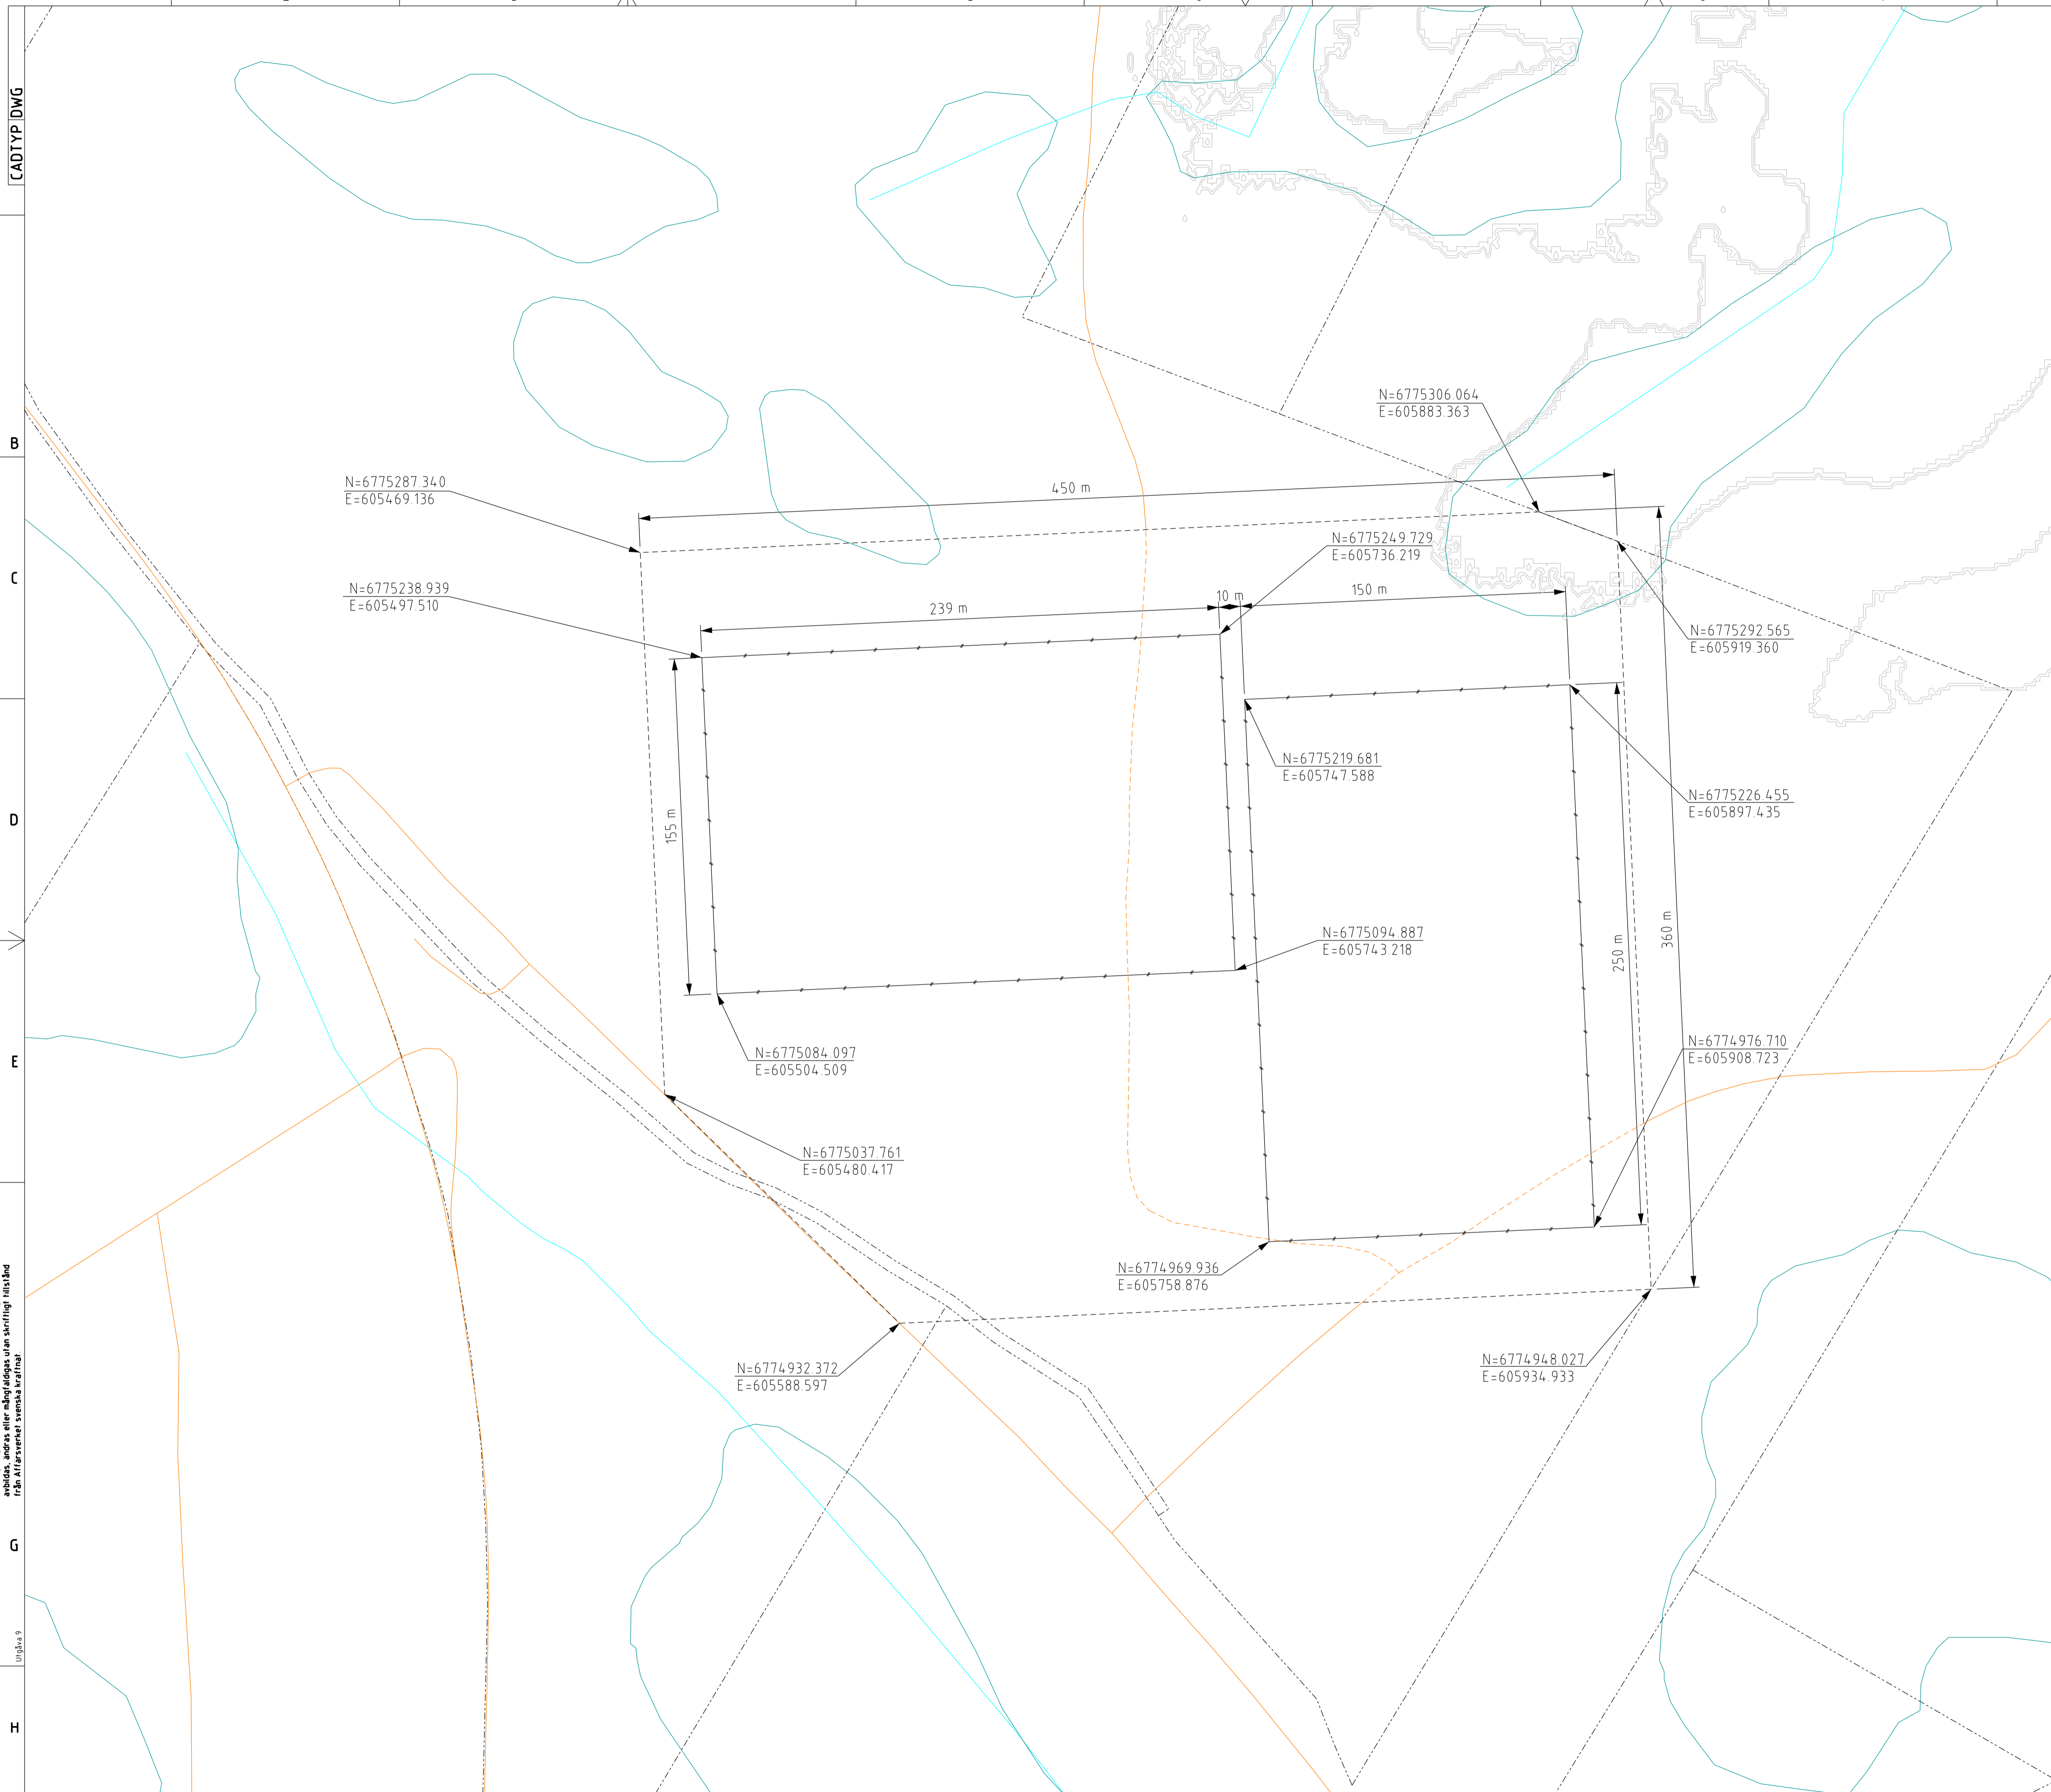 CADTYP DWG
B
C
D
E
G
H
avbildas, ändras eller mångfaldigas utan skriftligt tillstånd
från Affärsverket svenska kraftnät
Utgåva 9
N=6775306.064
E=605883.363
N=6775287.340
E=605469.136
450 m
N=6775249.729
E=605736.219
N=6775238.939
E=605497.510
239 m
10 m
150 m
N=6775292.565
E=605919.360
N=6775219.681
E=605747.588
N=6775226.455
E=605897.435
155 m
N=6775094.887
E=605743.218
250 m
360 m
N=6775084.097
E=605504.509
N=6774976.710
E=605908.723
N=6775037.761
E=605480.417
N=6774969.936
E=605758.876
N=6774932.372
E=605588.597
N=6774948.027
E=605934.933